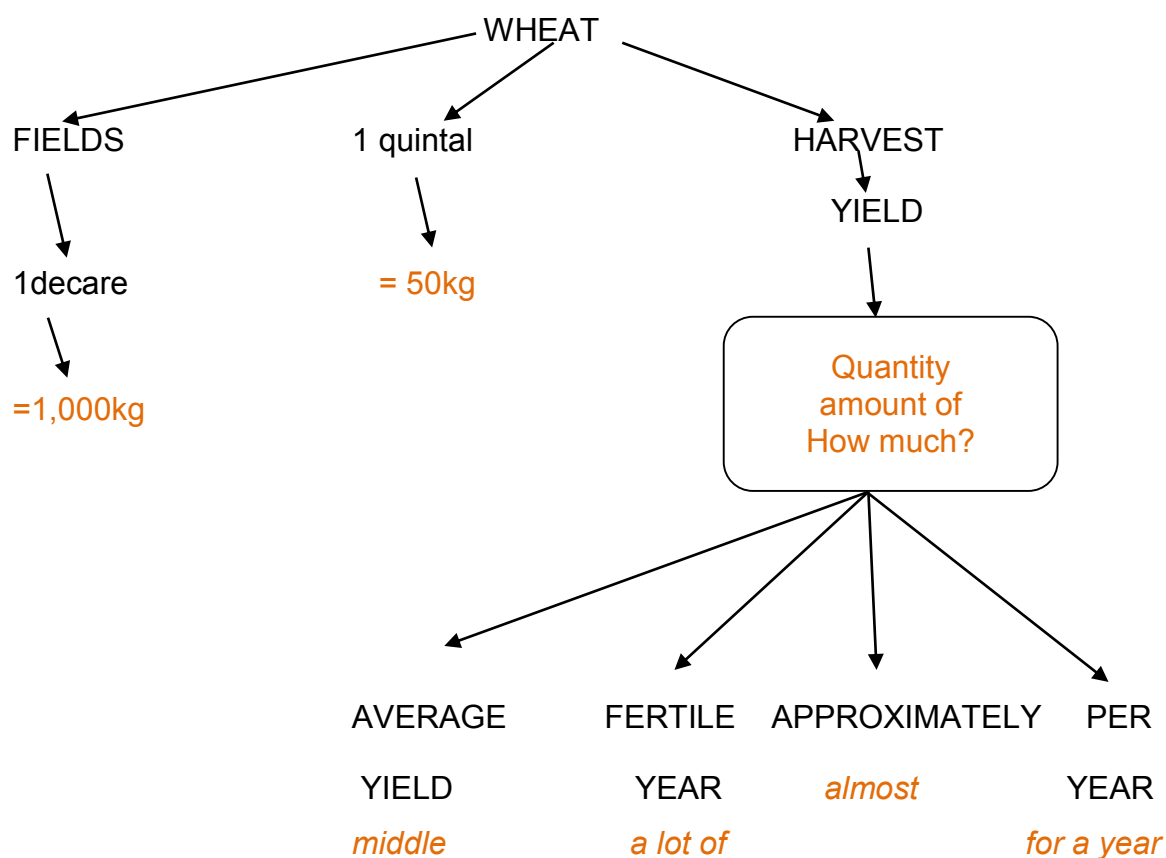 WHEAT
FIELDS 1 quintal HARVEST
YIELD
1decare = 50kg
Quantity
amount of
How much?
=1,000kg
AVERAGE FERTILE APPROXIMATELY PER
YIELD YEAR almost YEAR
middle a lot of for a year